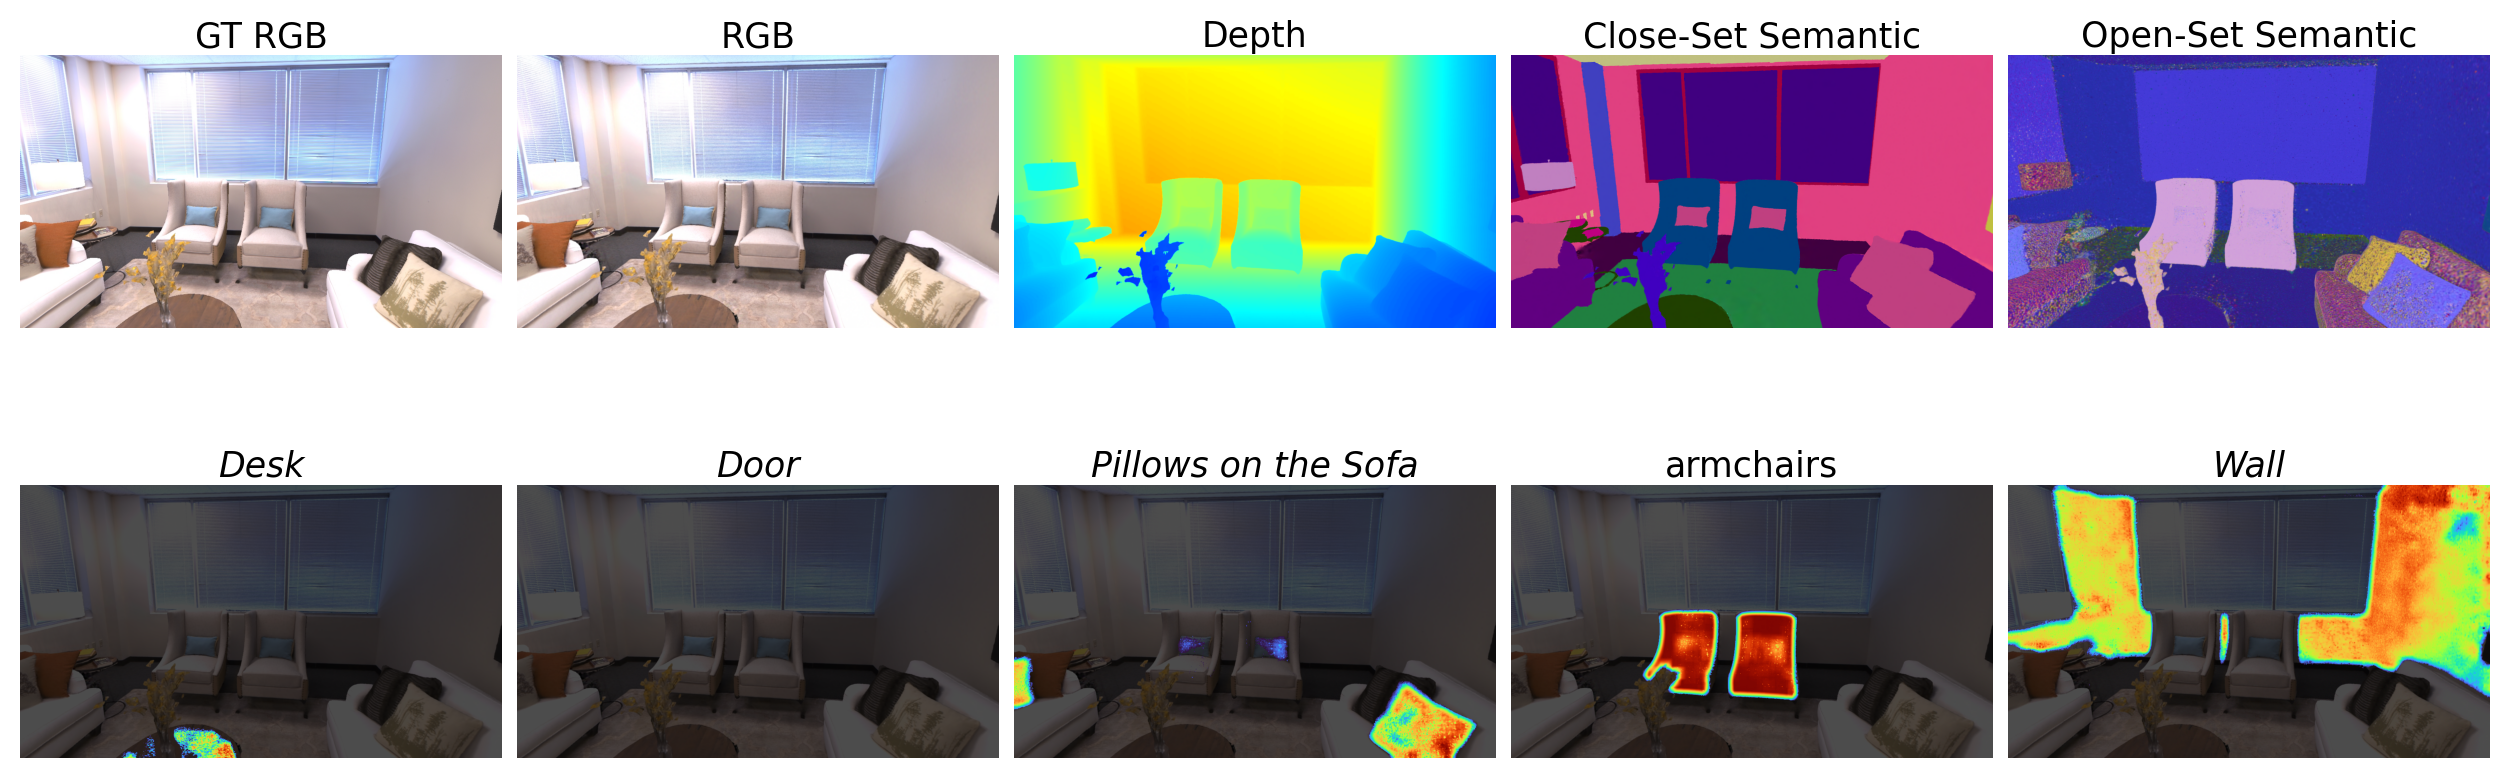 GT RGB
RGB
Depth
Close-Set Semantic
Open-Set Semantic
Desk
Door
Pillows on the Sofa
armchairs
Wall